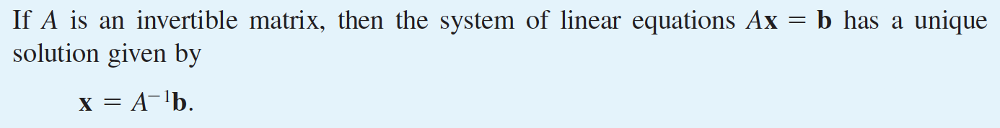 If A is an invertible matrix, then the system of linear equations Ax = b has a unique
solution given by
x = A⁻¹b.